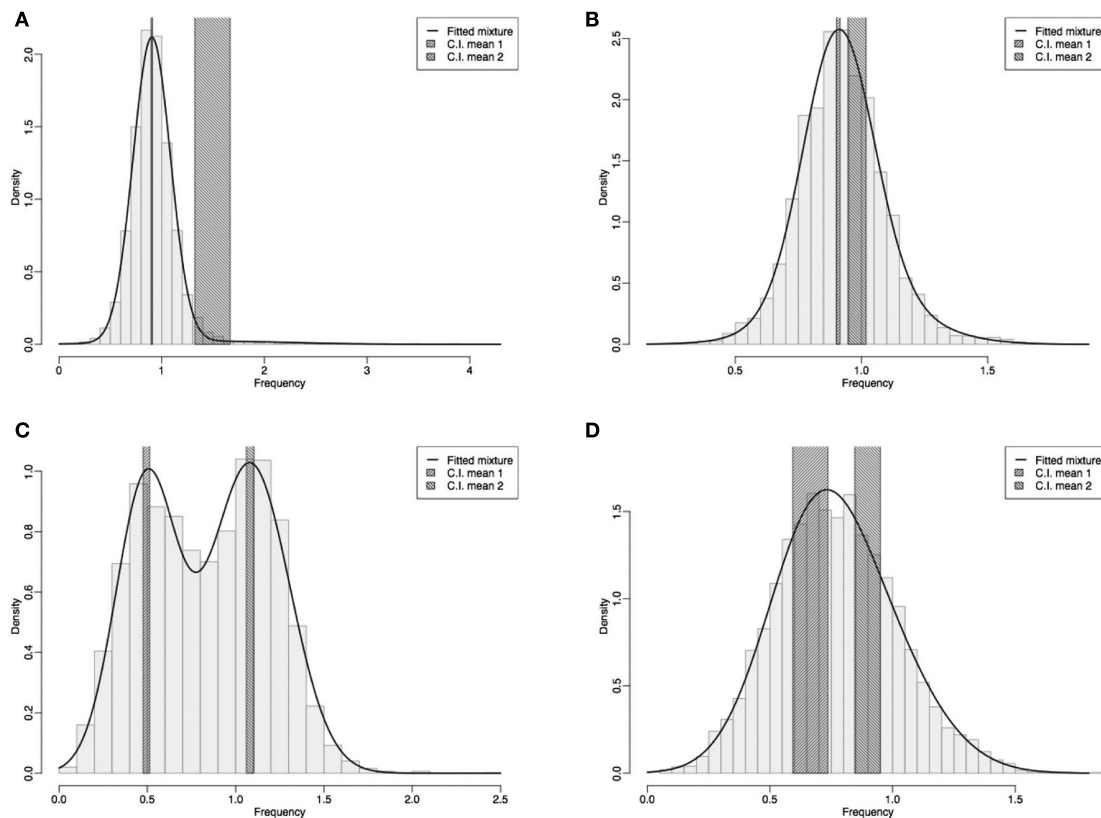 A
Fitted mixture
C.I. mean 1
C.I. mean 2
Density
0.0 0.5 1.0 1.5 2.0
0 1 2 3 4
Frequency
B
Fitted mixture
C.I. mean 1
C.I. mean 2
Density
0.0 0.5 1.0 1.5 2.0 2.5
0.5 1.0 1.5
Frequency
C
Fitted mixture
C.I. mean 1
C.I. mean 2
Density
0.0 0.2 0.4 0.6 0.8 1.0
0.0 0.5 1.0 1.5 2.0 2.5
Frequency
D
Fitted mixture
C.I. mean 1
C.I. mean 2
Density
0.0 0.5 1.0 1.5
0.0 0.5 1.0 1.5
Frequency